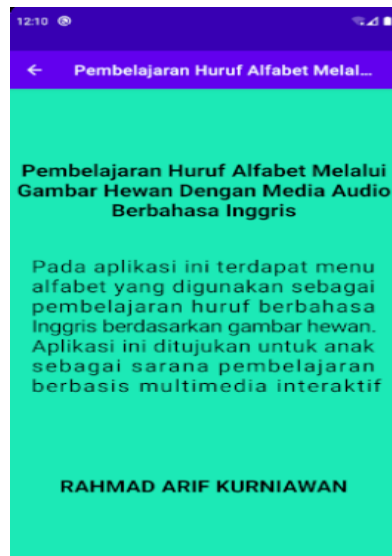 12:10
Pembelajaran Huruf Alfabet Melal...
Pembelajaran Huruf Alfabet Melalui
Gambar Hewan Dengan Media Audio
Berbahasa Inggris
Pada aplikasi ini terdapat menu
alfabet yang digunakan sebagai
pembelajaran huruf berbahasa
Inggris berdasarkan gambar hewan.
Aplikasi ini ditujukan untuk anak
sebagai sarana pembelajaran
berbasis multimedia interaktif
RAHMAD ARIF KURNIAWAN